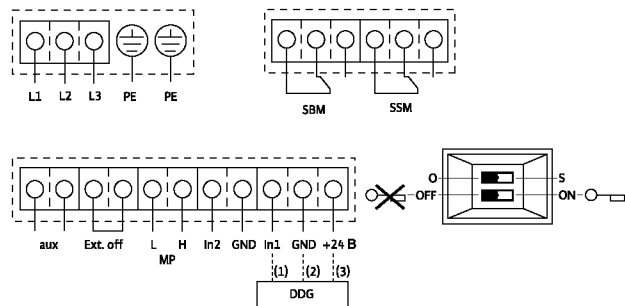 L1 L2 L3 PE PE
SBM SSM
O S
OFF ON
aux Ext. off L H In2 GND In1 GND +24 В
MP
(1) (2) (3)
DDG